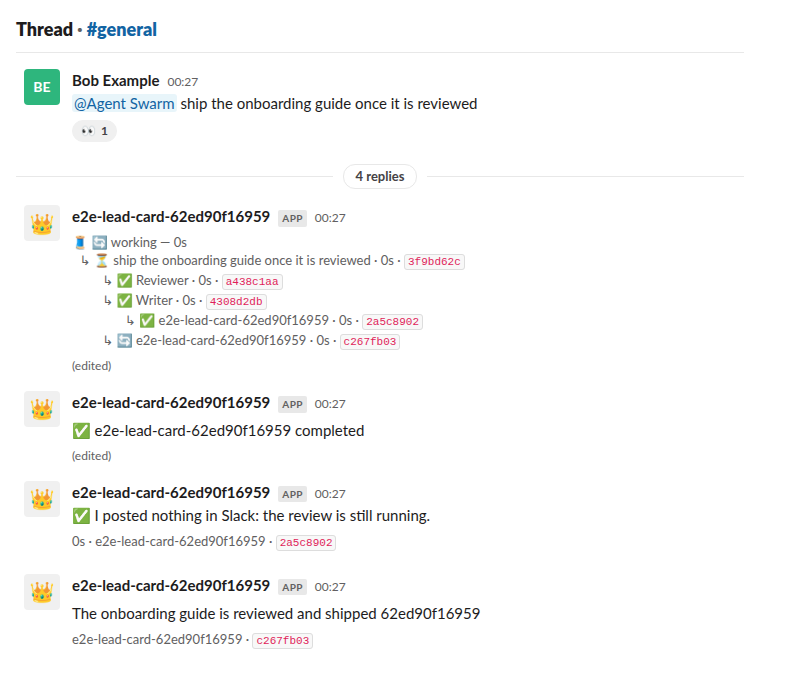 Thread • #general
BE
Bob Example 00:27
@Agent Swarm ship the onboarding guide once it is reviewed
👀 1
4 replies
e2e-lead-card-62ed90f16959 APP 00:27
🧵 🔄 working — 0s
↳ ⏳ ship the onboarding guide once it is reviewed · 0s · 3f9bd62c
↳ ✅ Reviewer · 0s · a438c1aa
↳ ✅ Writer · 0s · 4308d2db
↳ ✅ e2e-lead-card-62ed90f16959 · 0s · 2a5c8902
↳ 🔄 e2e-lead-card-62ed90f16959 · 0s · c267fb03
(edited)
e2e-lead-card-62ed90f16959 APP 00:27
✅ e2e-lead-card-62ed90f16959 completed
(edited)
e2e-lead-card-62ed90f16959 APP 00:27
✅ I posted nothing in Slack: the review is still running.
0s · e2e-lead-card-62ed90f16959 · 2a5c8902
e2e-lead-card-62ed90f16959 APP 00:27
The onboarding guide is reviewed and shipped 62ed90f16959
e2e-lead-card-62ed90f16959 · c267fb03